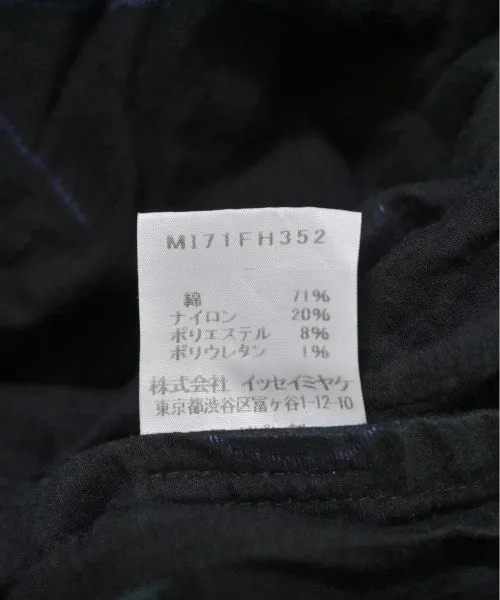 MI71FH352
綿 71%
ナイロン 20%
ポリエステル 8%
ポリウレタン 1%
株式会社 イッセイミヤケ
東京都渋谷区富ヶ谷1-12-10